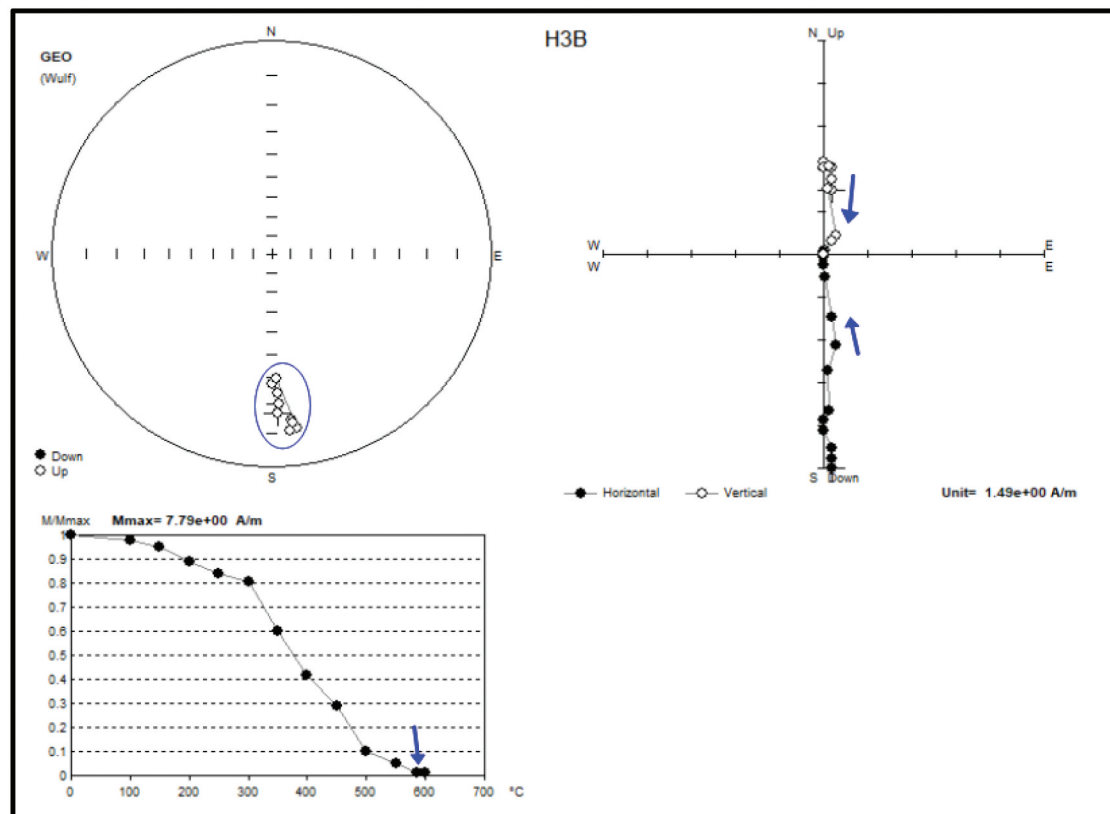 GEO
(Wulf)
N
W
E
S
Down
Up
H3B
N Up
W
W
E
E
S Down
Horizontal
Vertical
Unit= 1.49e+00 A/m
M/Mmax Mmax= 7.79e+00 A/m
1
0.9
0.8
0.7
0.6
0.5
0.4
0.3
0.2
0.1
0
0 100 200 300 400 500 600 700 °C